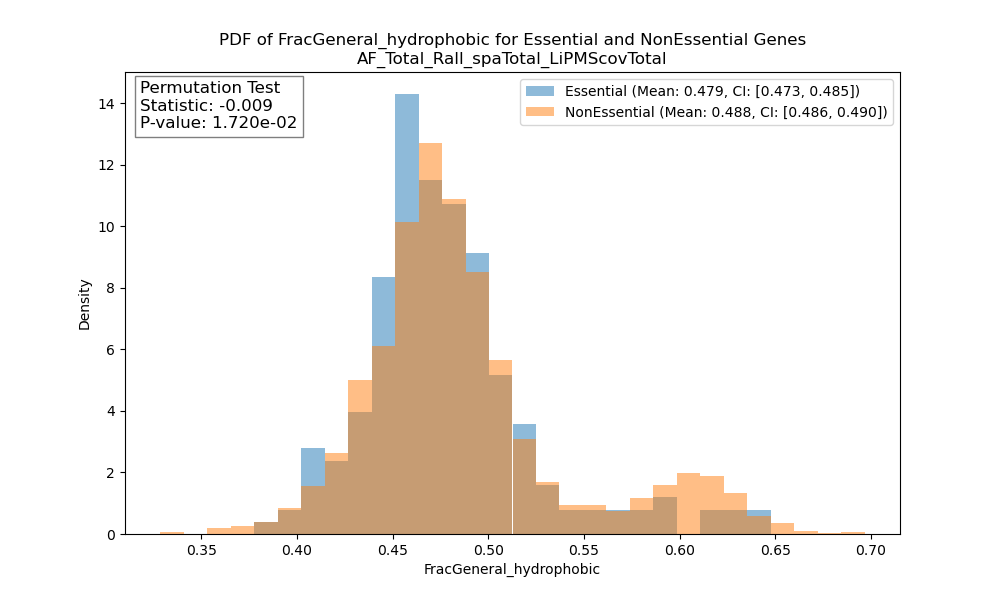 PDF of FracGeneral_hydrophobic for Essential and NonEssential Genes
AF_Total_Rall_spaTotal_LiPMScovTotal
Permutation Test
Statistic: -0.009
P-value: 1.720e-02
Essential (Mean: 0.479, CI: [0.473, 0.485])
NonEssential (Mean: 0.488, CI: [0.486, 0.490])
Density
14
12
10
8
6
4
2
0
0.35 0.40 0.45 0.50 0.55 0.60 0.65 0.70
FracGeneral_hydrophobic